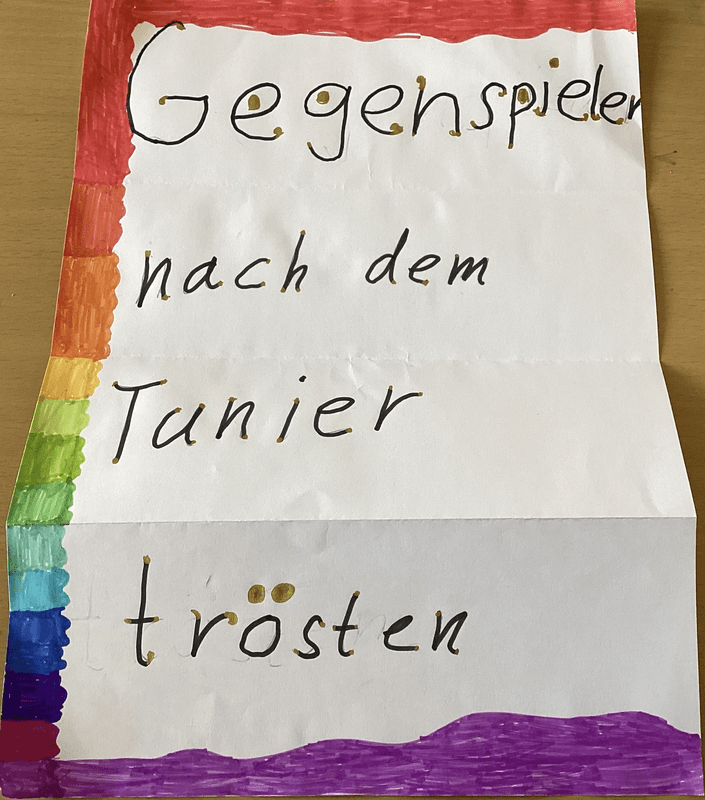 Gegenspieler
nach dem
Tunier
trösten